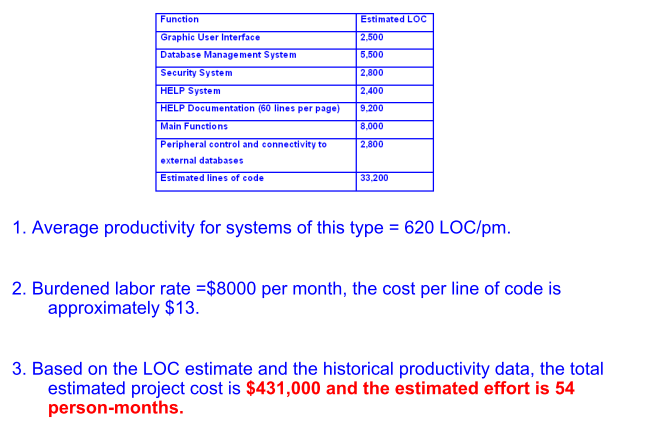 Function Estimated LOC
Graphic User Interface 2,500
Database Management System 5,500
Security System 2,800
HELP System 2,400
HELP Documentation (60 lines per page) 9,200
Main Functions 8,000
Peripheral control and connectivity to 2,800
external databases
Estimated lines of code 33,200
1. Average productivity for systems of this type = 620 LOC/pm.
2. Burdened labor rate =$8000 per month, the cost per line of code is
approximately $13.
3. Based on the LOC estimate and the historical productivity data, the total
estimated project cost is $431,000 and the estimated effort is 54
person-months.